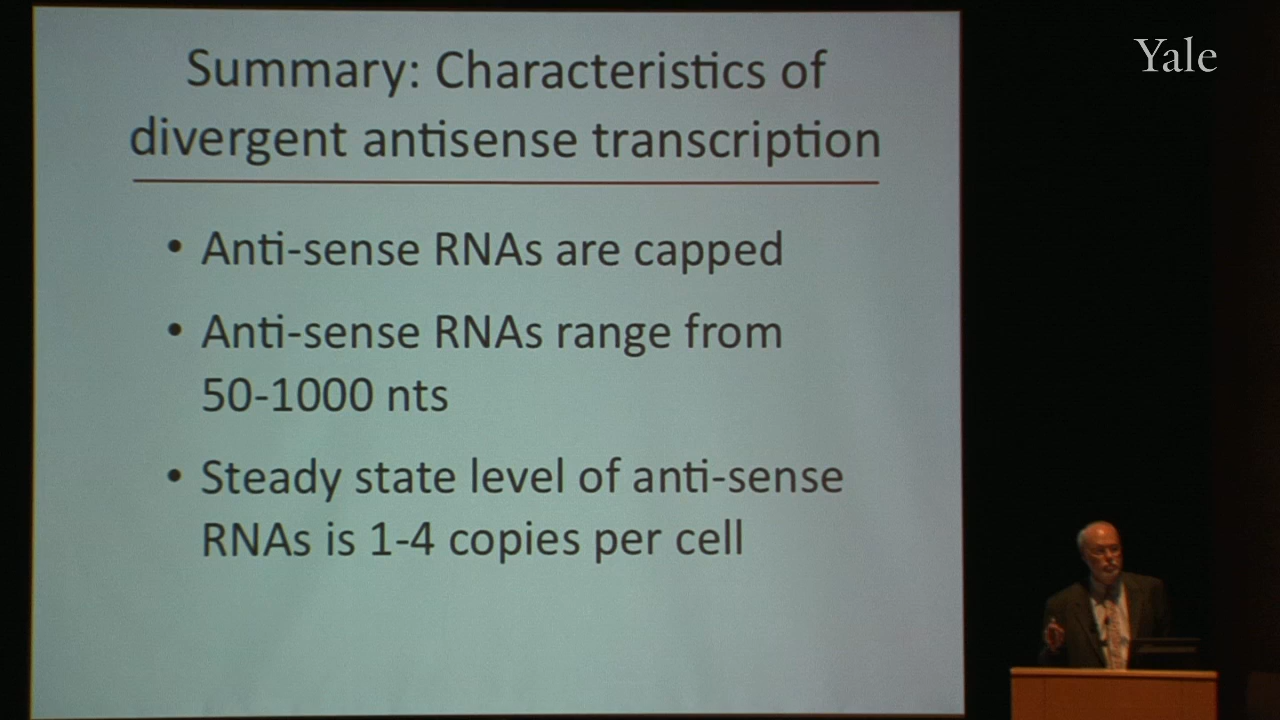 Yale
Summary: Characteristics of
divergent antisense transcription
• Anti-sense RNAs are capped
• Anti-sense RNAs range from
50-1000 nts
• Steady state level of anti-sense
RNAs is 1-4 copies per cell